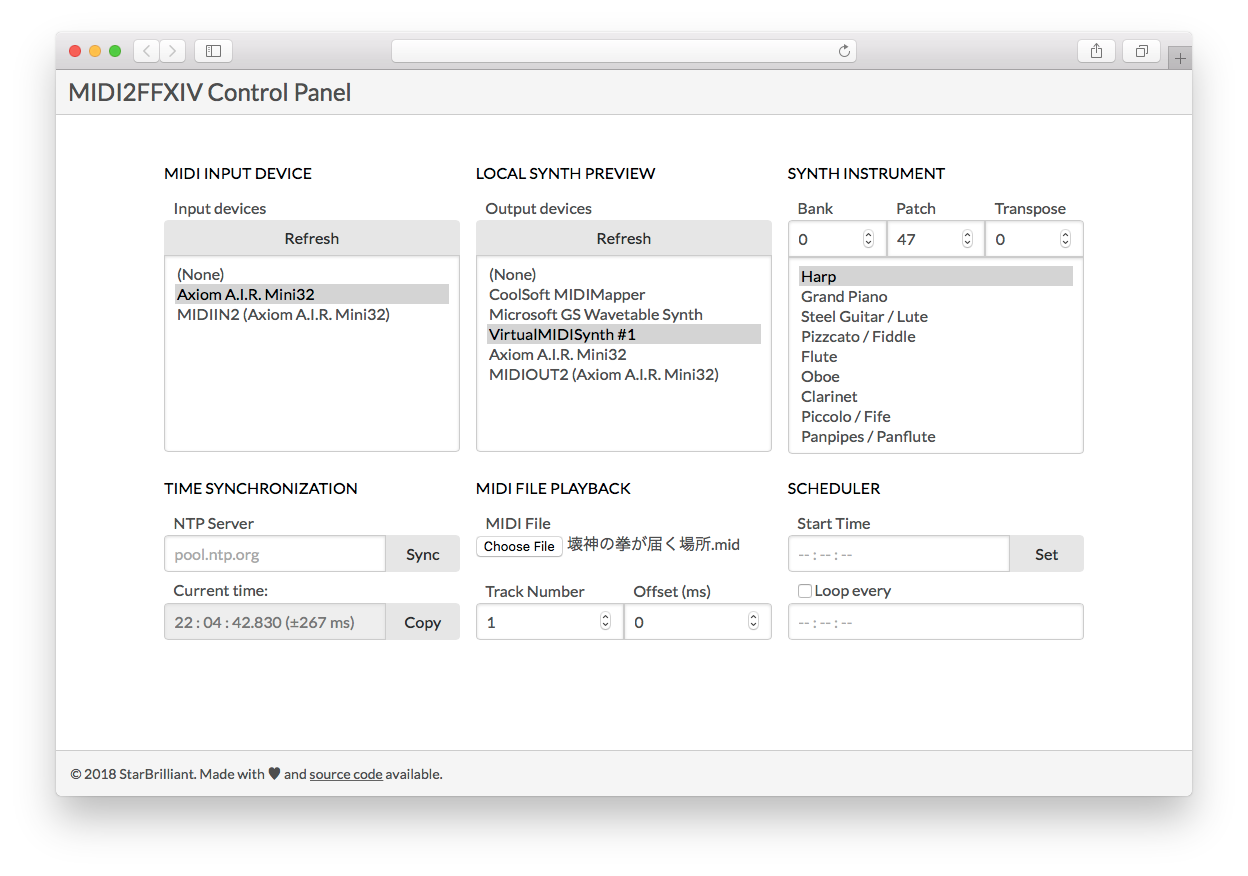 MIDI2FFXIV Control Panel
MIDI INPUT DEVICE
Input devices
Refresh
(None)
Axiom A.I.R. Mini32
MIDIIN2 (Axiom A.I.R. Mini32)
LOCAL SYNTH PREVIEW
Output devices
Refresh
(None)
CoolSoft MIDIMapper
Microsoft GS Wavetable Synth
VirtualMIDISynth #1
Axiom A.I.R. Mini32
MIDIOUT2 (Axiom A.I.R. Mini32)
SYNTH INSTRUMENT
Bank Patch Transpose
0 47 0
Harp
Grand Piano
Steel Guitar / Lute
Pizzcato / Fiddle
Flute
Oboe
Clarinet
Piccolo / Fife
Panpipes / Panflute
TIME SYNCHRONIZATION
NTP Server
pool.ntp.org Sync
Current time:
22 : 04 : 42.830 (±267 ms) Copy
MIDI FILE PLAYBACK
MIDI File
Choose File 壊神の拳が届く場所.mid
Track Number Offset (ms)
1 0
SCHEDULER
Start Time
-- : -- : -- Set
Loop every
-- : -- : --
© 2018 StarBrilliant. Made with ♥ and source code available.